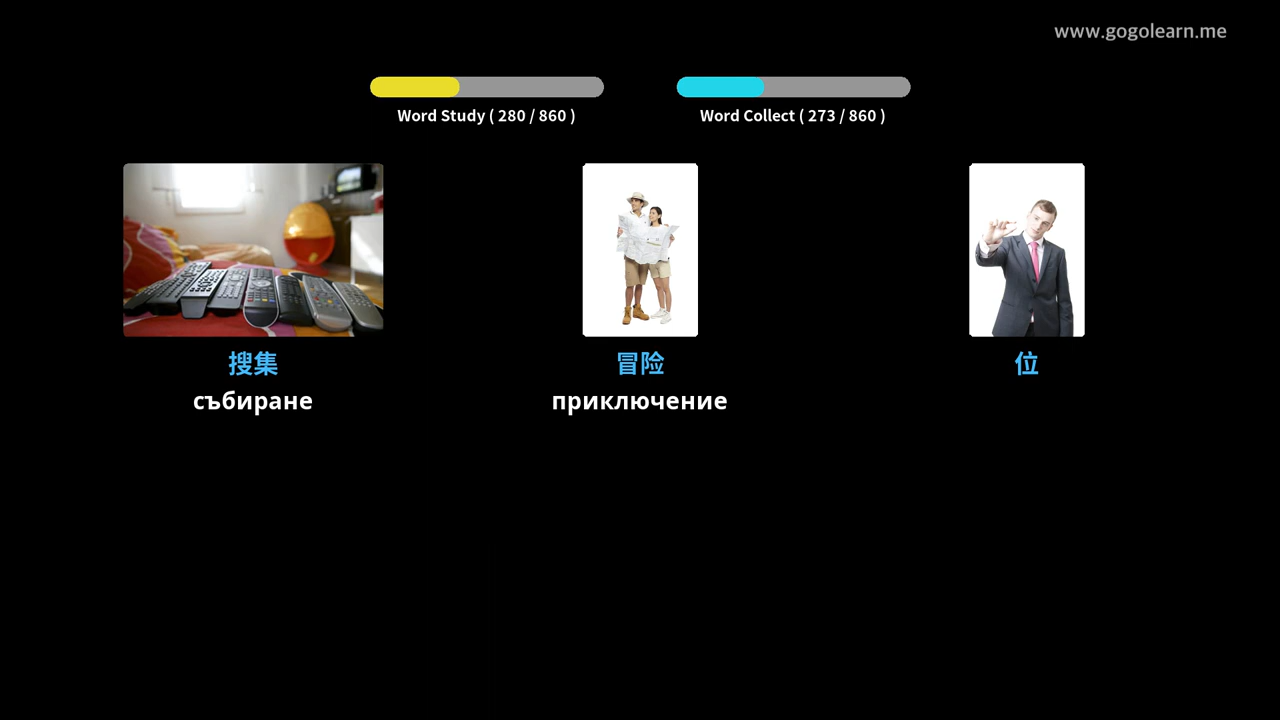 www.gogolearn.me
Word Study ( 280 / 860 )
Word Collect ( 273 / 860 )
搜集
冒险
位
събиране
приключение